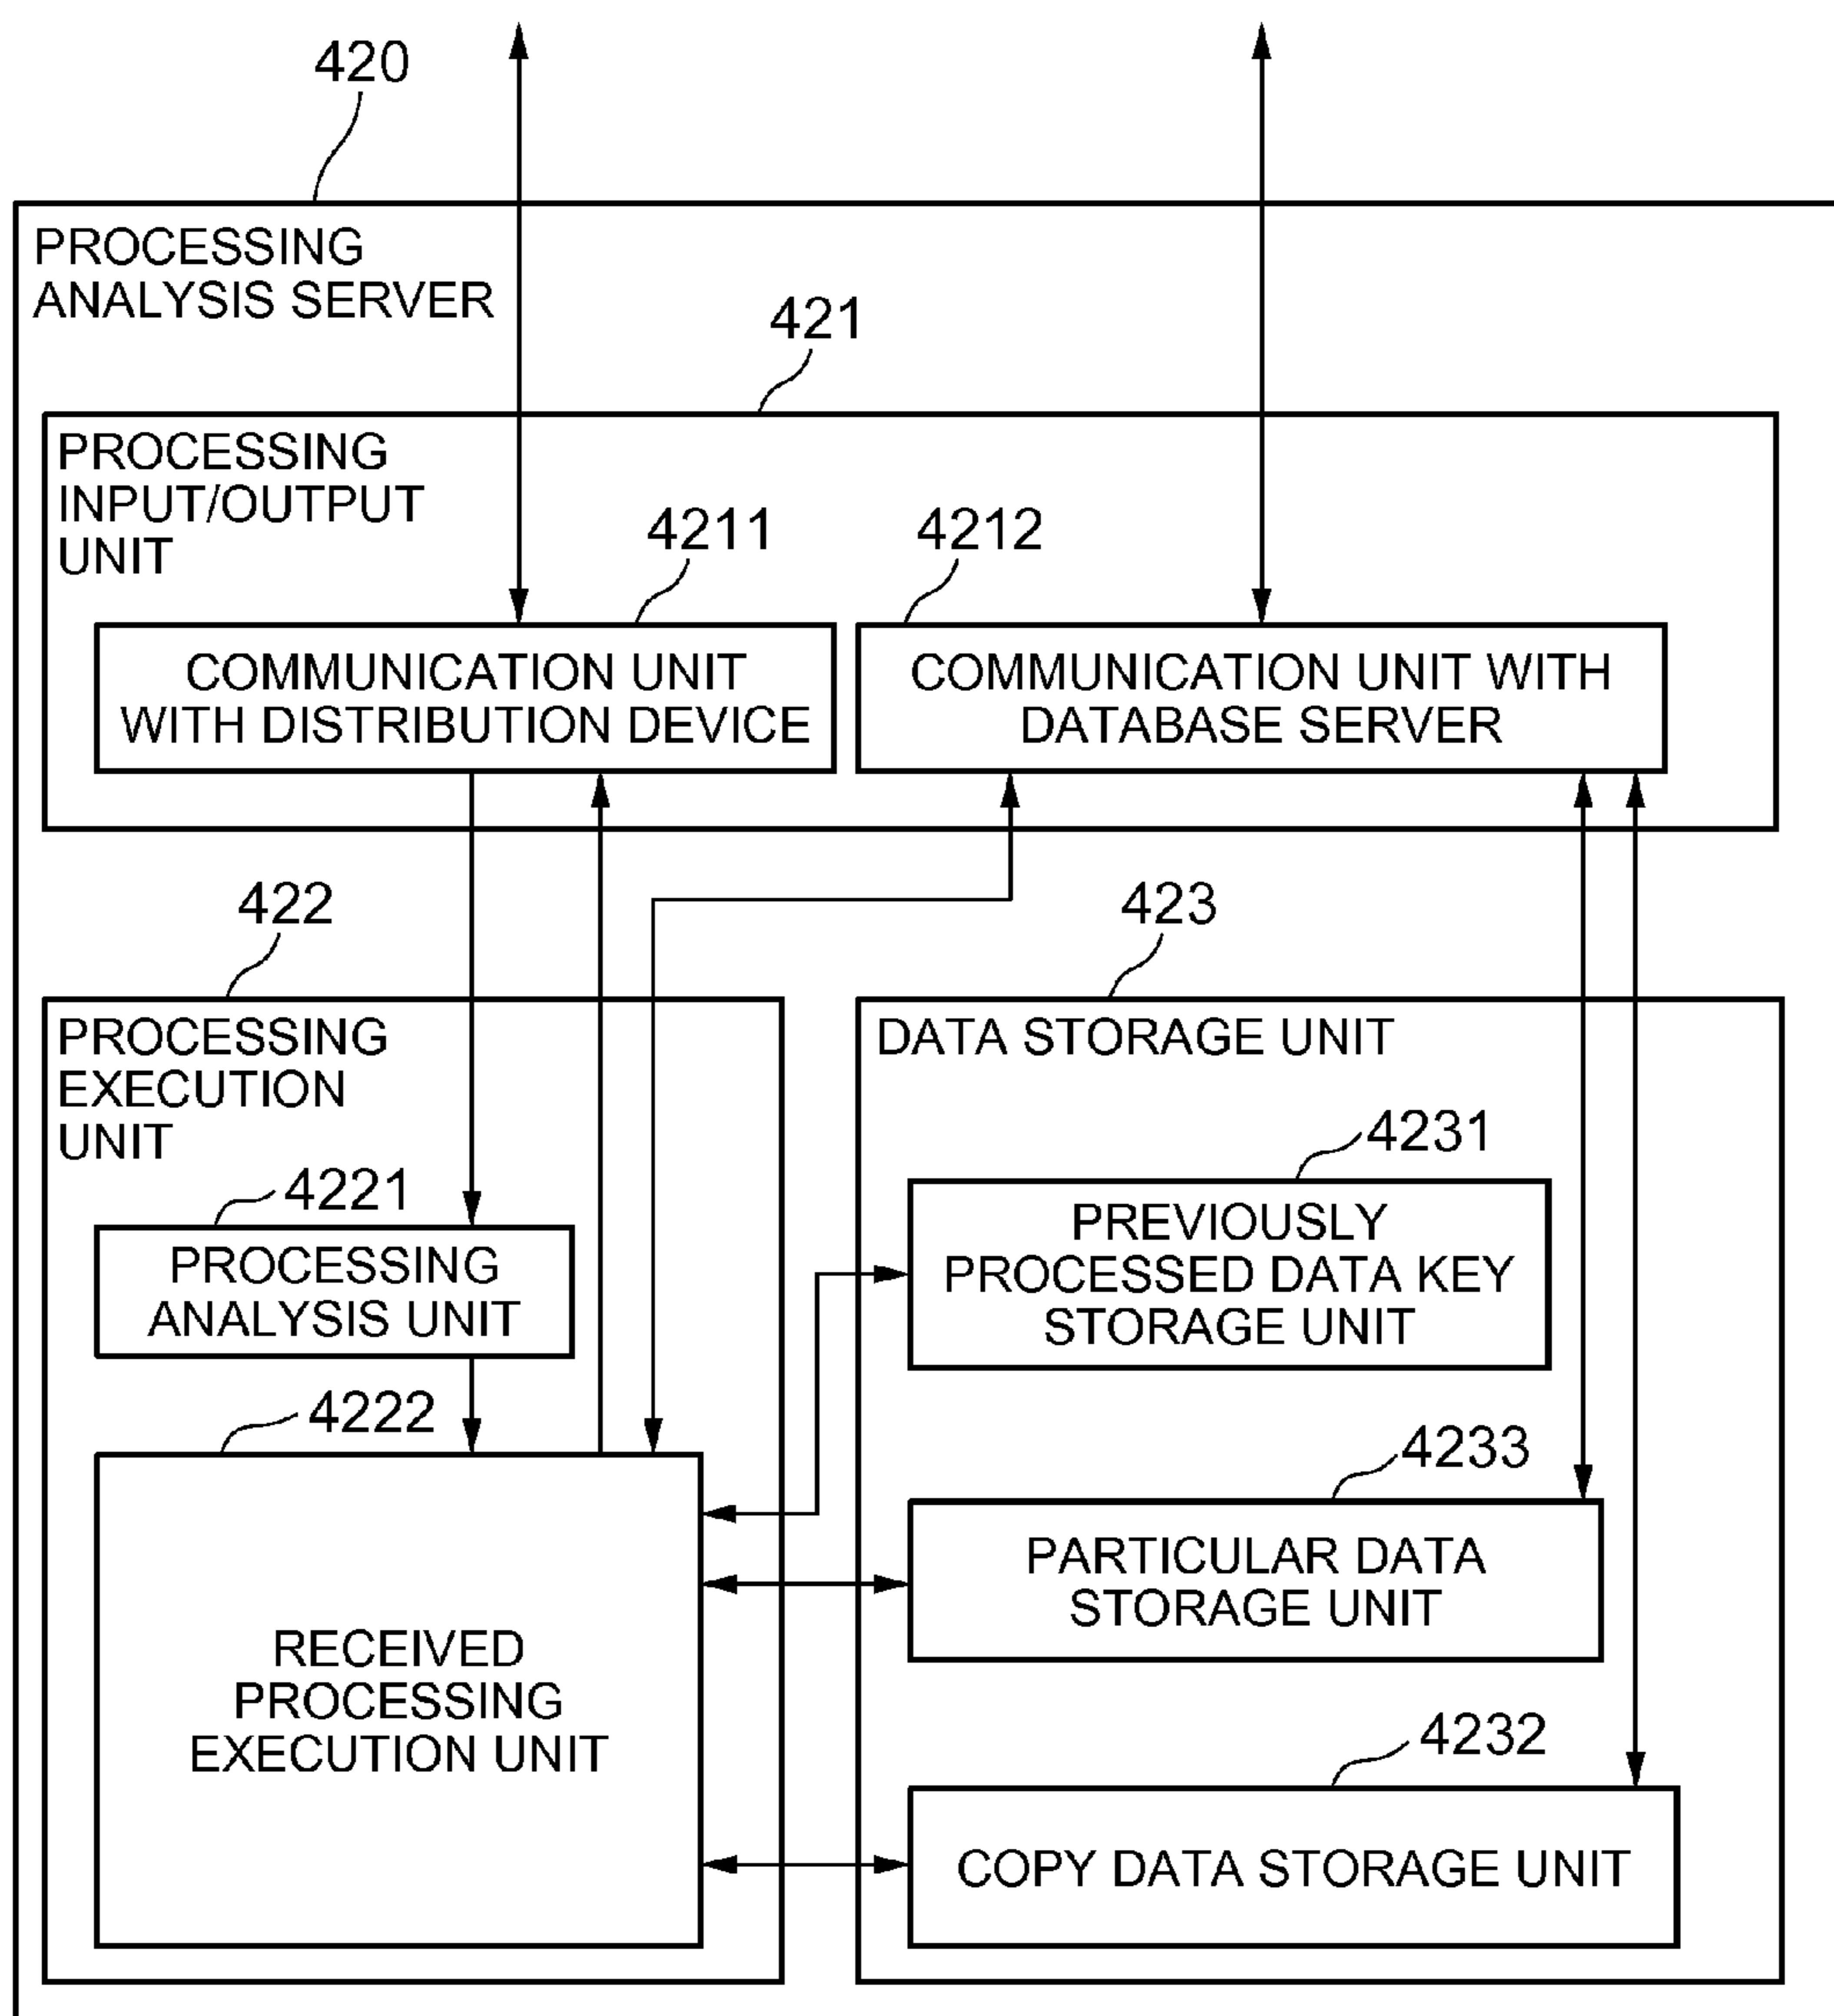 420
PROCESSING
ANALYSIS SERVER
421
PROCESSING
INPUT/OUTPUT
UNIT
4211
4212
COMMUNICATION UNIT
WITH DISTRIBUTION DEVICE
COMMUNICATION UNIT WITH
DATABASE SERVER
422
423
PROCESSING
EXECUTION
UNIT
DATA STORAGE UNIT
4221
PROCESSING
ANALYSIS UNIT
4231
PREVIOUSLY
PROCESSED DATA KEY
STORAGE UNIT
4222
RECEIVED
PROCESSING
EXECUTION UNIT
4233
PARTICULAR DATA
STORAGE UNIT
4232
COPY DATA STORAGE UNIT